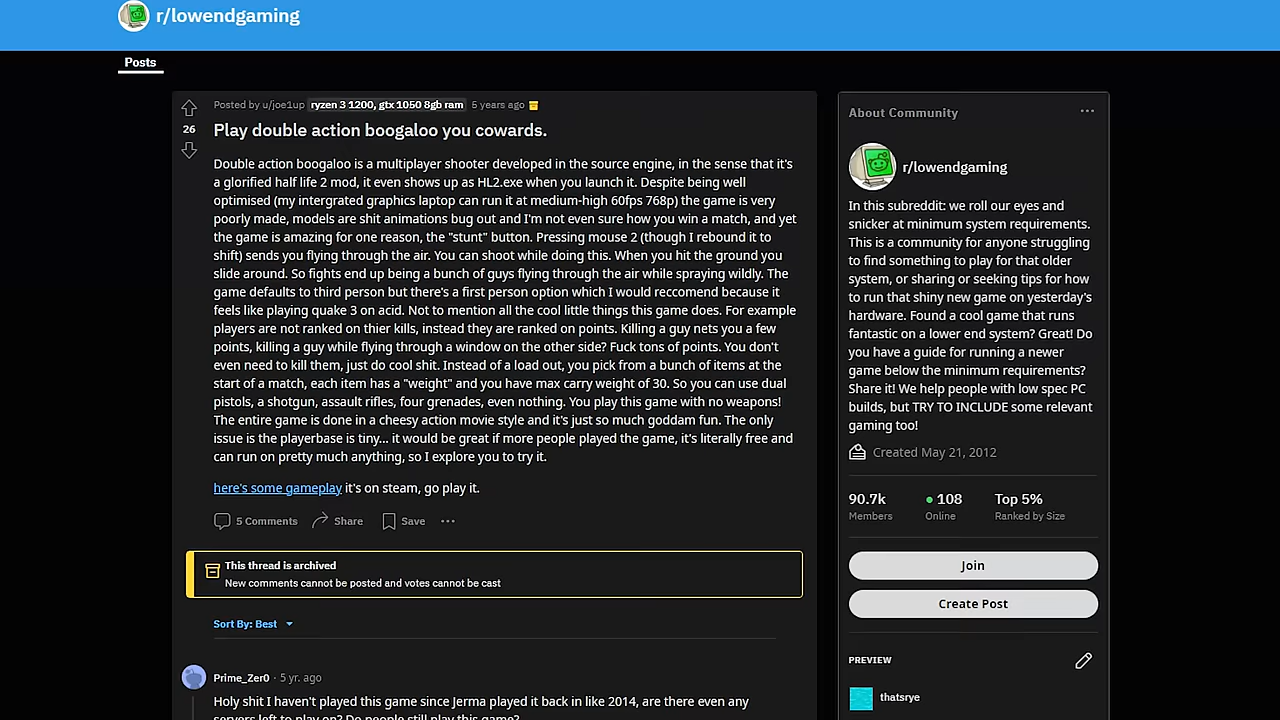 r/lowendgaming
Posts
Posted by u/joe1up ryzen 3 1200, gtx 1050 8gb ram 5 years ago
26
Play double action boogaloo you cowards.
Double action boogaloo is a multiplayer shooter developed in the source engine, in the sense that it's
a glorified half life 2 mod, it even shows up as HL2.exe when you launch it. Despite being well
optimised (my intergrated graphics laptop can run it at medium-high 60fps 768p) the game is very
poorly made, models are shit animations bug out and I'm not even sure how you win a match, and yet
the game is amazing for one reason, the "stunt" button. Pressing mouse 2 (though I rebound it to
shift) sends you flying through the air. You can shoot while doing this. When you hit the ground you
slide around. So fights end up being a bunch of guys flying through the air while spraying wildly. The
game defaults to third person but there's a first person option which I would reccomend because it
feels like playing quake 3 on acid. Not to mention all the cool little things this game does. For example
players are not ranked on thier kills, instead they are ranked on points. Killing a guy nets you a few
points, killing a guy while flying through a window on the other side? Fuck tons of points. You don't
even need to kill them, just do cool shit. Instead of a load out, you pick from a bunch of items at the
start of a match, each item has a "weight" and you have max carry weight of 30. So you can use dual
pistols, a shotgun, assault rifles, four grenades, even nothing. You play this game with no weapons!
The entire game is done in a cheesy action movie style and it's just so much goddam fun. The only
issue is the playerbase is tiny... it would be great if more people played the game, it's literally free and
can run on pretty much anything, so I explore you to try it.
here's some gameplay it's on steam, go play it.
5 Comments Share Save
This thread is archived
New comments cannot be posted and votes cannot be cast
Sort By: Best
Prime_Zer0 · 5 yr. ago
Holy shit I haven't played this game since Jerma played it back in like 2014, are there even any
servers left to play on? Do people still play this game?
About Community
r/lowendgaming
In this subreddit: we roll our eyes and
snicker at minimum system requirements.
This is a community for anyone struggling
to find something to play for that older
system, or sharing or seeking tips for how
to run that shiny new game on yesterday's
hardware. Found a cool game that runs
fantastic on a lower end system? Great! Do
you have a guide for running a newer
game below the minimum requirements?
Share it! We help people with low spec PC
builds, but TRY TO INCLUDE some relevant
gaming too!
Created May 21, 2012
90.7k 108 Top 5%
Members Online Ranked by Size
Join
Create Post
PREVIEW
thatsrye